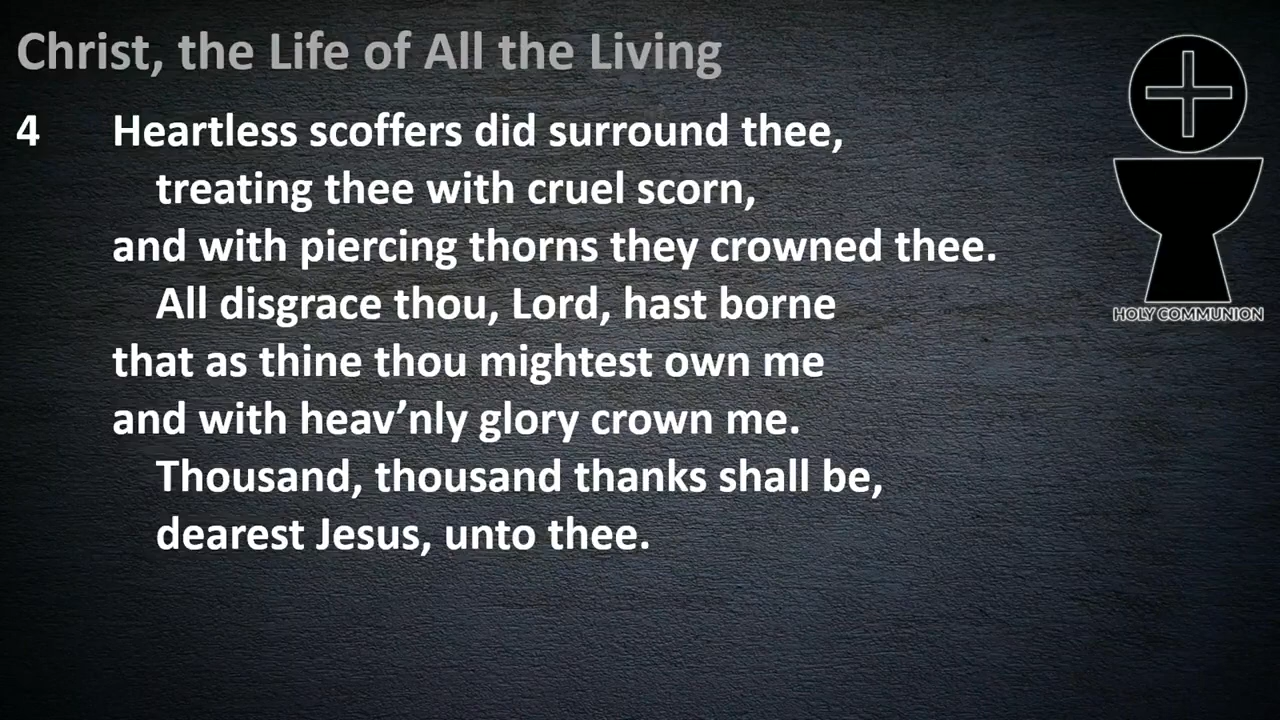 Christ, the Life of All the Living
4 Heartless scoffers did surround thee,
treating thee with cruel scorn,
and with piercing thorns they crowned thee.
All disgrace thou, Lord, hast borne
that as thine thou mightest own me
and with heav’nly glory crown me.
Thousand, thousand thanks shall be,
dearest Jesus, unto thee.
HOLY COMMUNION